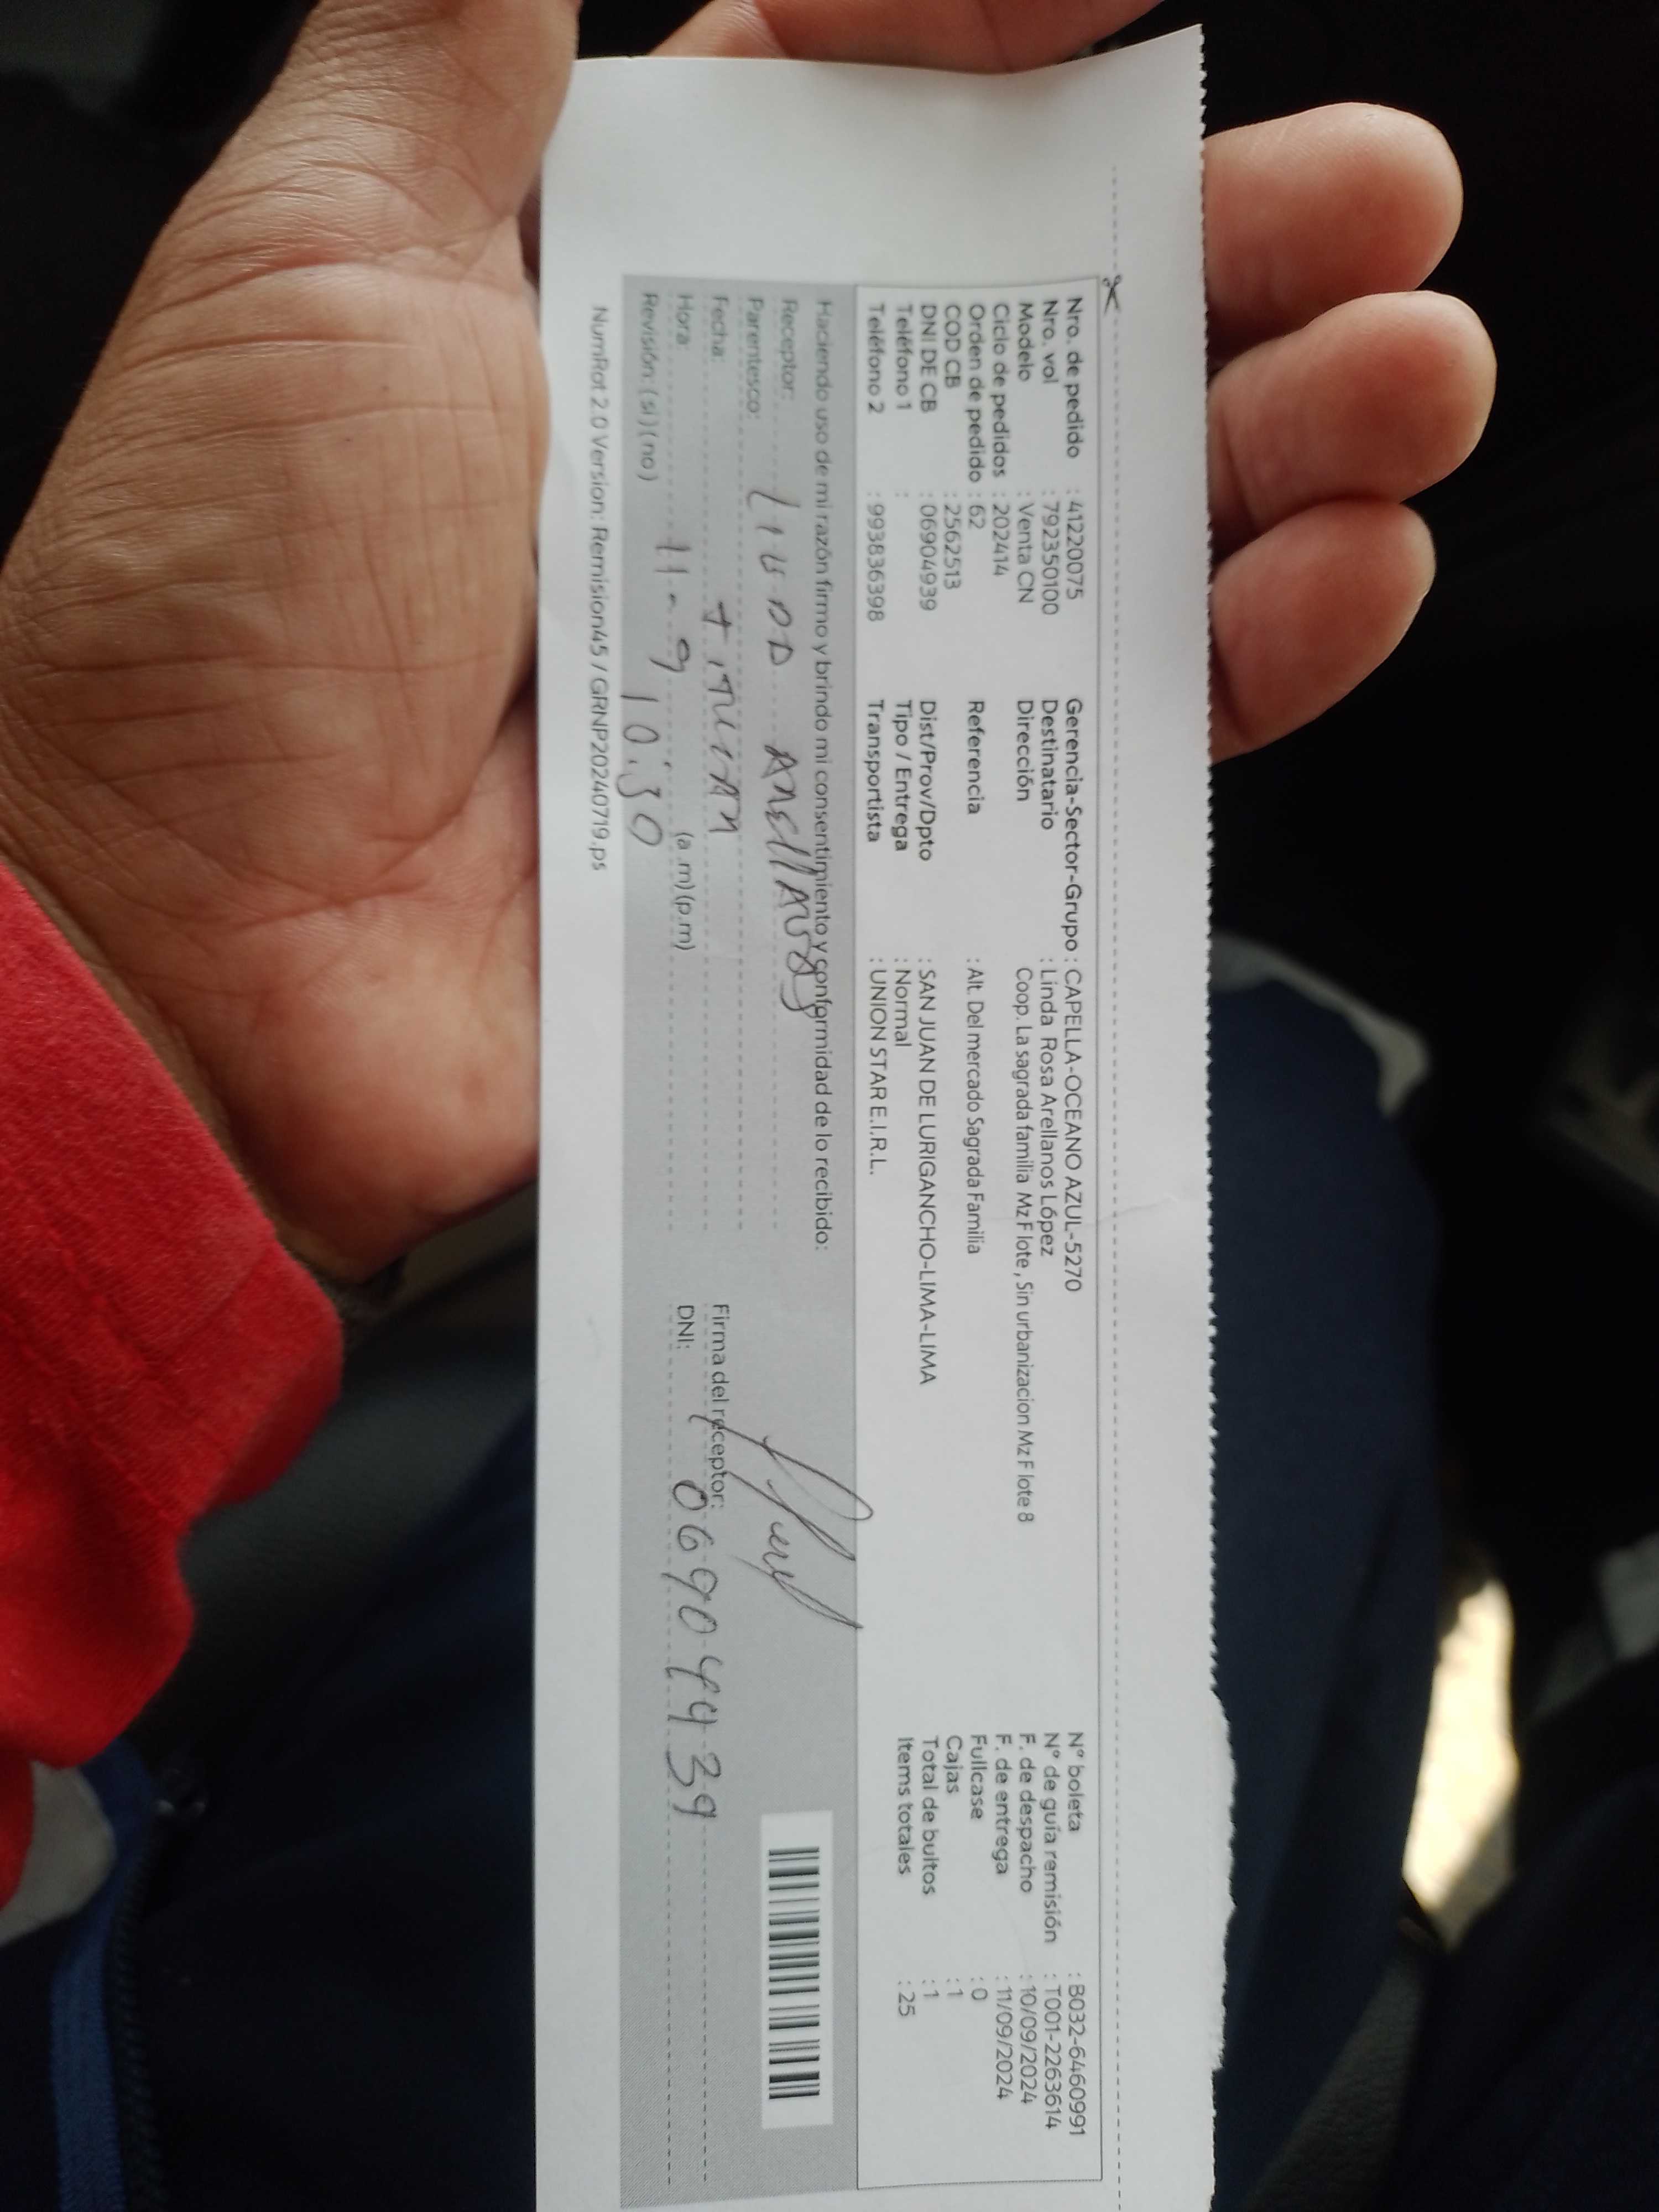 Nro. de pedido : 41220075 Gerencia-Sector-Grupo : CAPELLA-OCEANO AZUL-5270 N° boleta : B032-6460991
Nro. vol : 792350100 Destinatario : Linda Rosa Arellanos López N° de guía remisión : T001-2263614
Modelo : Venta CN Dirección Coop. La sagrada familia Mz F lote , Sin urbanizacion Mz F lote 8 F. de despacho : 10/09/2024
Ciclo de pedidos : 202414 F. de entrega : 11/09/2024
Orden de pedido : 62 Referencia : Alt. Del mercado Sagrada Familia Fullcase : 0
COD CB : 2562513 Cajas : 1
DNI DE CB : 06904939 Dist/Prov/Dpto : SAN JUAN DE LURIGANCHO-LIMA-LIMA Total de bultos : 1
Teléfono 1 : Tipo / Entrega : Normal Items totales : 25
Teléfono 2 : 993836398 Transportista : UNION STAR E.I.R.L.
Haciendo uso de mi razón firmo y brindo mi consentimiento y conformidad de lo recibido:
Receptor:
Parentesco:
Fecha: 11-9 Firma del receptor:
Hora: 10:30 (a.m)(p.m) DNI:
Revisión: (si) (no)
NumRot 2.0 Version: Remision45 / GRNP20240719.ps